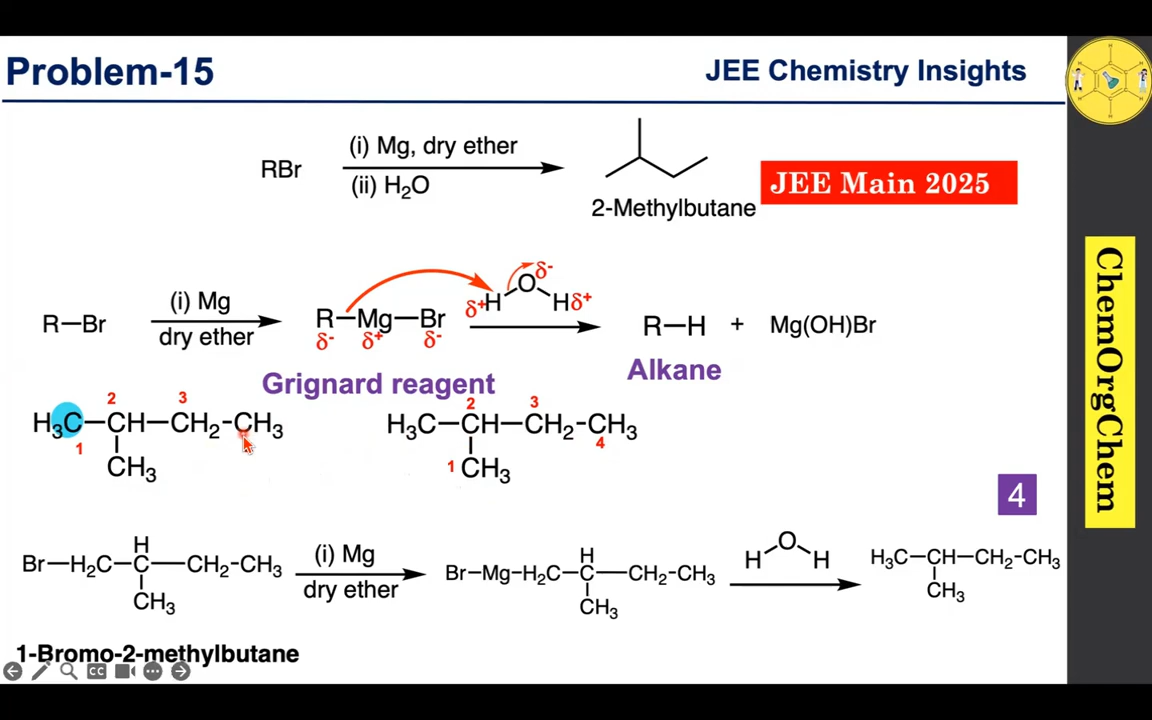 Problem-15
JEE Chemistry Insights
RBr
(i) Mg, dry ether
(ii) H₂O
2-Methylbutane
JEE Main 2025
R—Br
(i) Mg
dry ether
R—Mg—Br
δ- δ+ δ-
δ+ H O δ- H δ+
R—H + Mg(OH)Br
Grignard reagent
Alkane
H₃C—CH—CH₂-CH₃
CH₃
1 2 3
H₃C—CH—CH₂-CH₃
CH₃
1 2 3 4
4
Br—H₂C—C—CH₂-CH₃
H
CH₃
(i) Mg
dry ether
Br—Mg—H₂C—C—CH₂-CH₃
H
CH₃
H O H
H₃C—CH—CH₂-CH₃
CH₃
1-Bromo-2-methylbutane
CC
ChemOrgChem